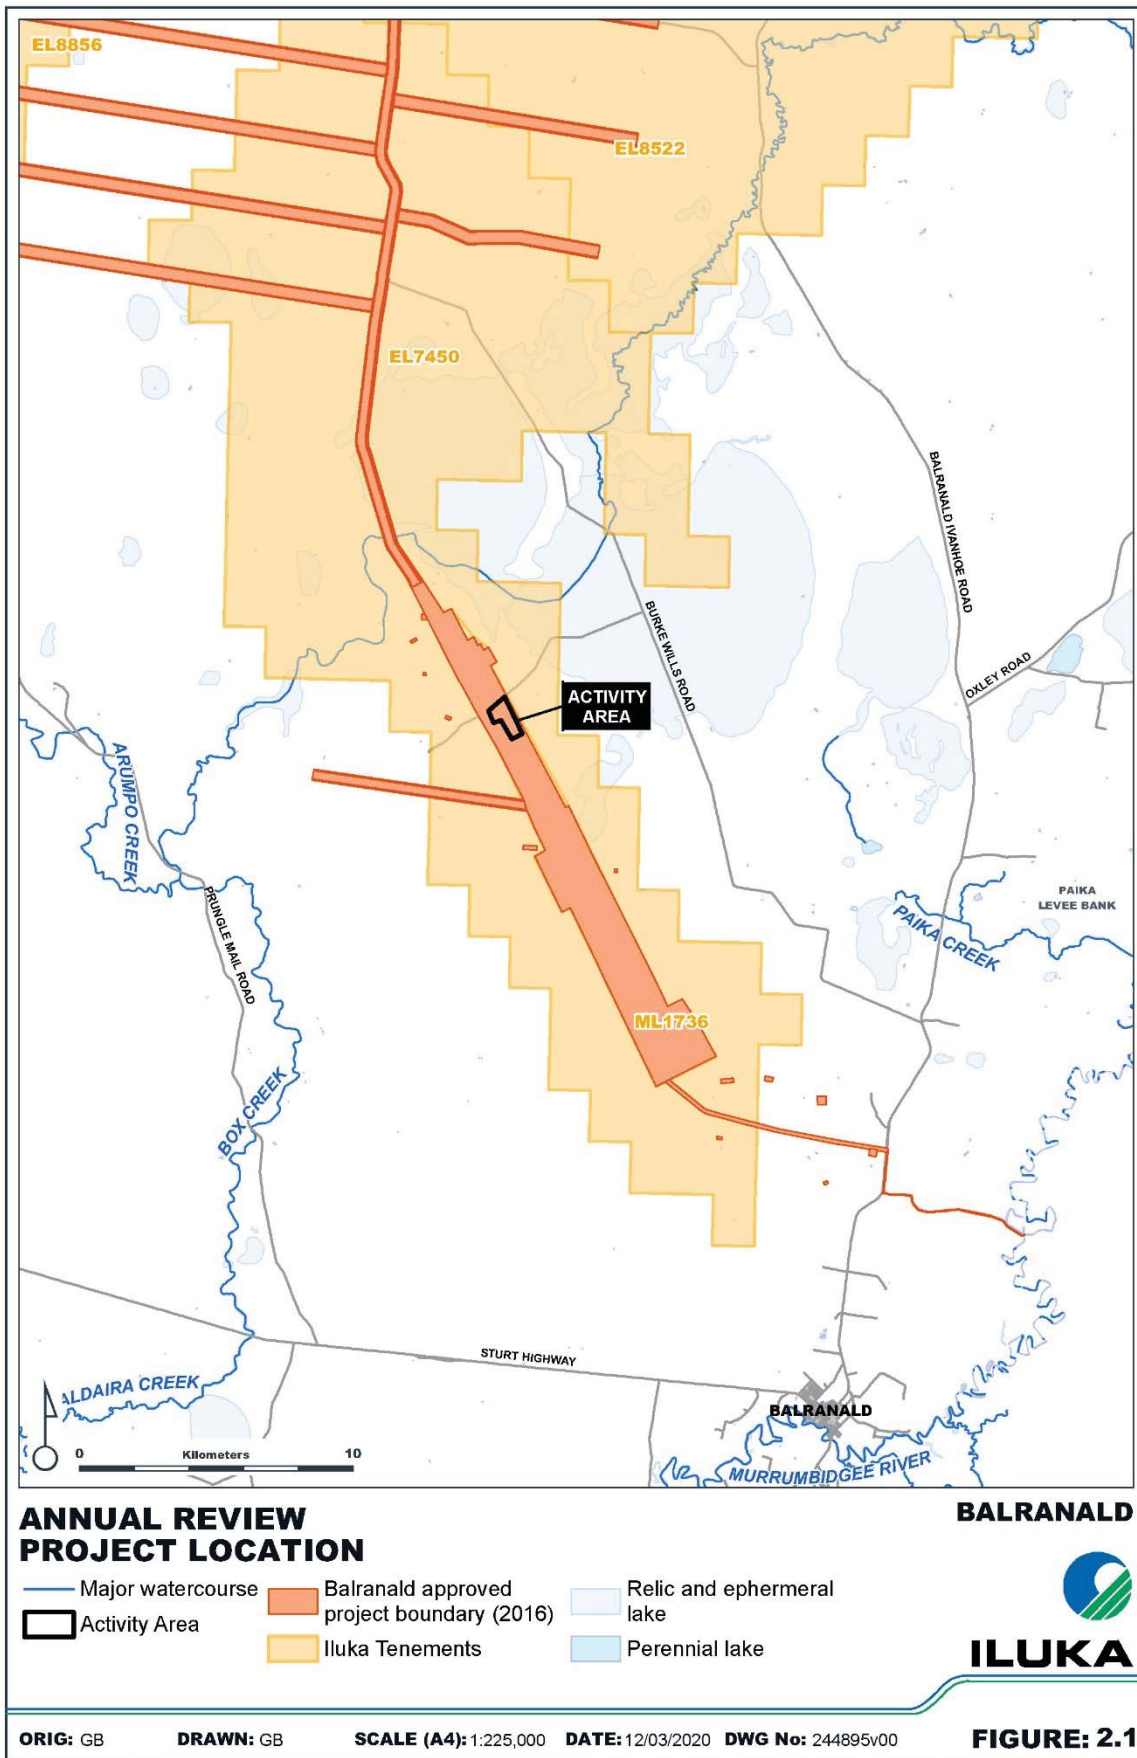 EL8856
EL8522
EL7450
BALRANALD IVANHOE ROAD
BURKE WILLS ROAD
OXLEY ROAD
ACTIVITY
AREA
ARUMPO CREEK
PRUNGLE MAIL ROAD
PAIKA
LEVEE BANK
PAIKA CREEK
ML1736
BOX CREEK
STURT HIGHWAY
ALDAIRA CREEK
BALRANALD
MURRUMBIDGEE RIVER
0 Kilometers 10
ANNUAL REVIEW
PROJECT LOCATION
BALRANALD
Major watercourse
Activity Area
Balranald approved
project boundary (2016)
Iluka Tenements
Relic and ephermeral
lake
Perennial lake
ILUKA
ORIG: GB DRAWN: GB SCALE (A4): 1:225,000 DATE: 12/03/2020 DWG No: 244895v00 FIGURE: 2.1